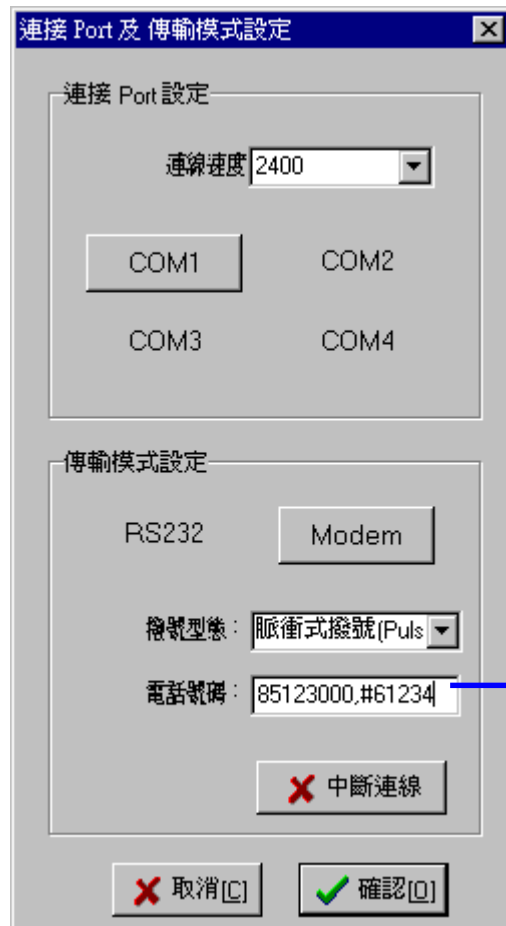 連接 Port 及 傳輸模式設定
連接 Port 設定
連線速度 2400
COM1 COM2
COM3 COM4
傳輸模式設定
RS232 Modem
撥號型態： 脈衝式撥號(Puls
電話號碼： 85123000,#61234
中斷連線
取消[C] 確認[O]